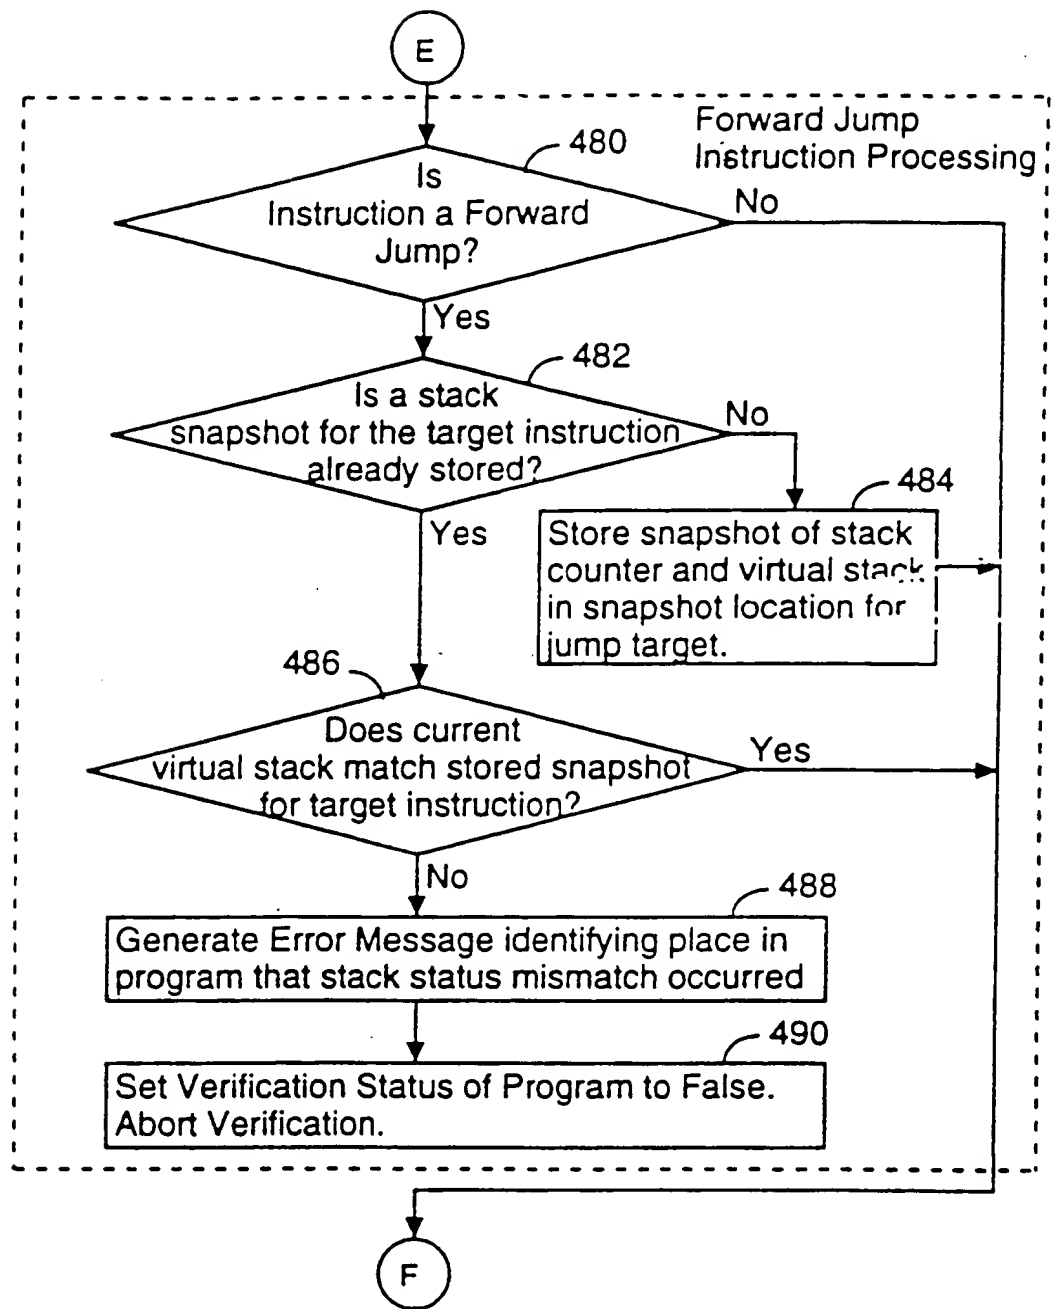 E
Forward Jump
Instruction Processing
480
Is
Instruction a Forward
Jump?
No
Yes
482
Is a stack
snapshot for the target instruction
already stored?
No
Yes
484
Store snapshot of stack
counter and virtual stack
in snapshot location for
jump target.
486
Does current
virtual stack match stored snapshot
for target instruction?
Yes
No
488
Generate Error Message identifying place in
program that stack status mismatch occurred
490
Set Verification Status of Program to False.
Abort Verification.
F